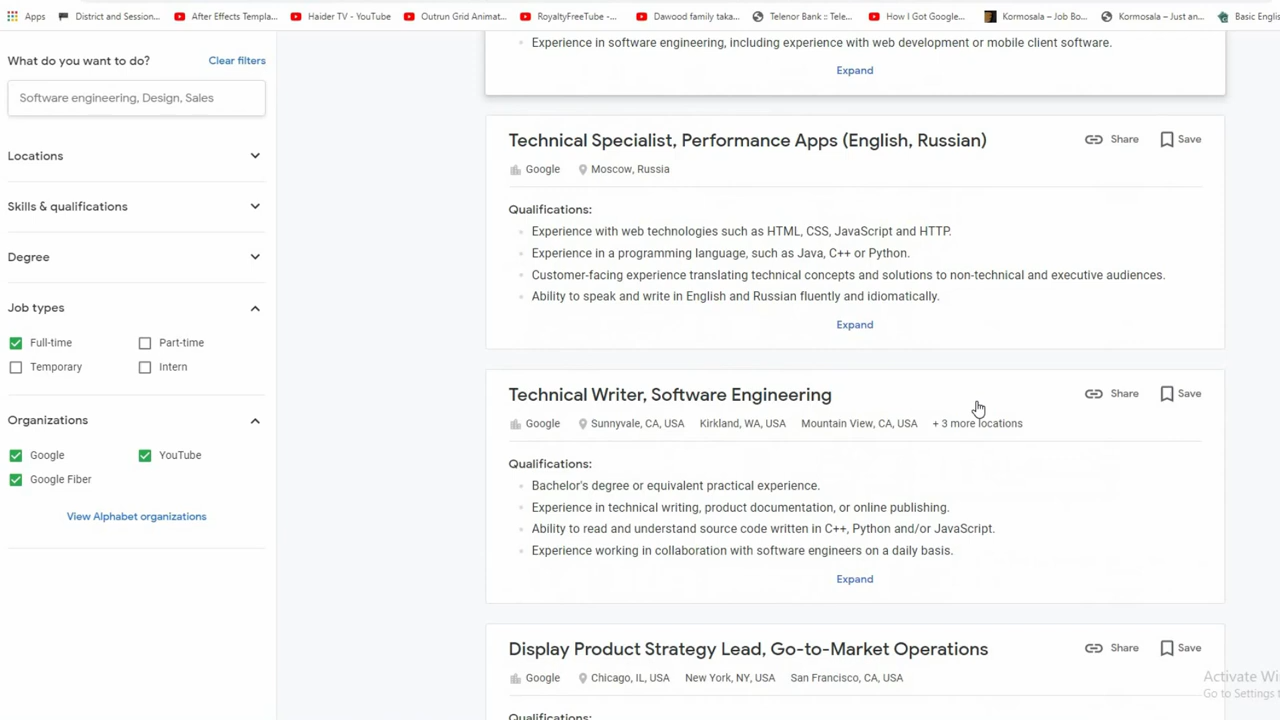 Apps District and Session... After Effects Templa... Haider TV - YouTube Outrun Grid Animat... RoyaltyFreeTube -... Dawood family taka... Telenor Bank :: Tele... How I Got Google... Kormosala – Job Bo... Kormosala – Just an... Basic Englis
What do you want to do? Clear filters
Software engineering, Design, Sales
Locations
Skills & qualifications
Degree
Job types
Full-time Part-time
Temporary Intern
Organizations
Google YouTube
Google Fiber
View Alphabet organizations
Experience in software engineering, including experience with web development or mobile client software.
Expand
Technical Specialist, Performance Apps (English, Russian) Share Save
Google Moscow, Russia
Qualifications:
Experience with web technologies such as HTML, CSS, JavaScript and HTTP.
Experience in a programming language, such as Java, C++ or Python.
Customer-facing experience translating technical concepts and solutions to non-technical and executive audiences.
Ability to speak and write in English and Russian fluently and idiomatically.
Expand
Technical Writer, Software Engineering Share Save
Google Sunnyvale, CA, USA Kirkland, WA, USA Mountain View, CA, USA + 3 more locations
Qualifications:
Bachelor's degree or equivalent practical experience.
Experience in technical writing, product documentation, or online publishing.
Ability to read and understand source code written in C++, Python and/or JavaScript.
Experience working in collaboration with software engineers on a daily basis.
Expand
Display Product Strategy Lead, Go-to-Market Operations Share Save
Google Chicago, IL, USA New York, NY, USA San Francisco, CA, USA
Qualifications:
Activate Wi
Go to Settings t